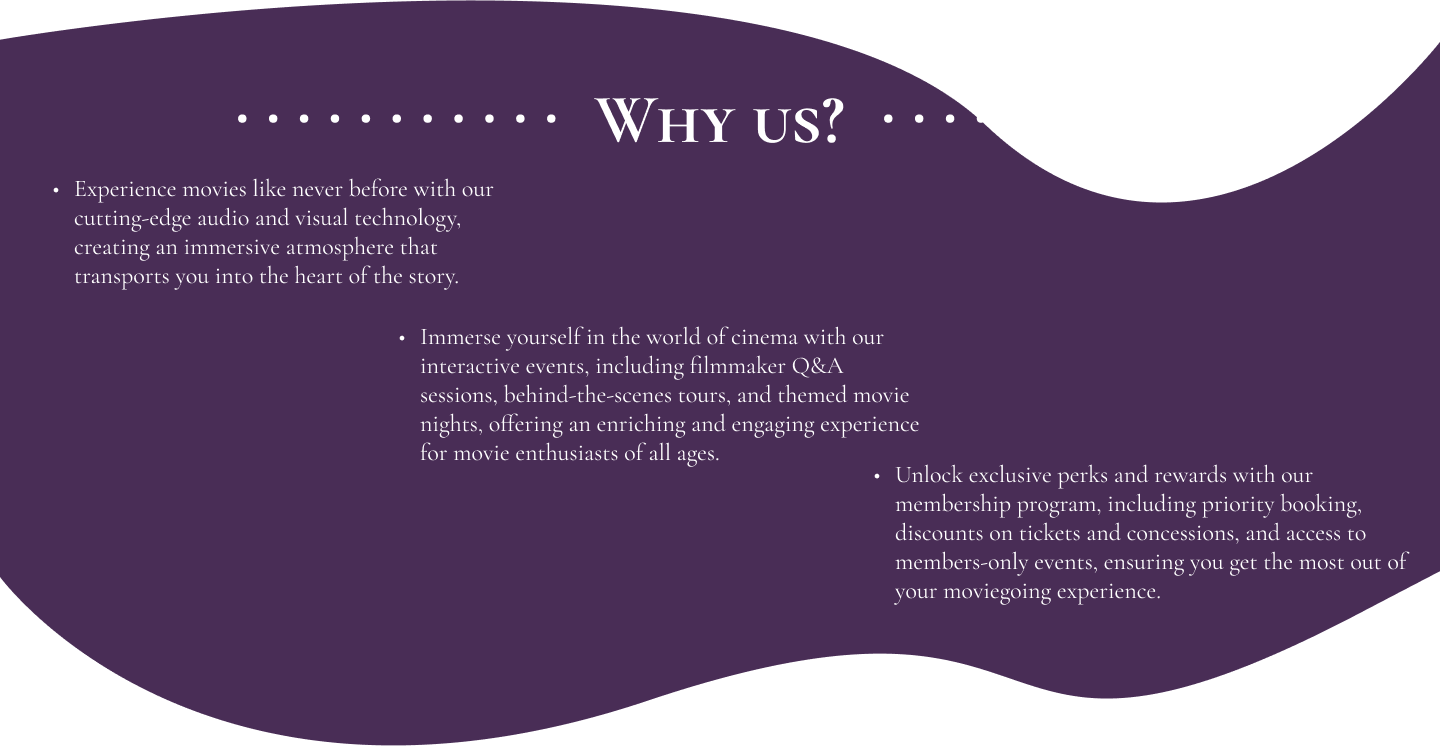 Why us?
• Experience movies like never before with our
cutting-edge audio and visual technology,
creating an immersive atmosphere that
transports you into the heart of the story.
• Immerse yourself in the world of cinema with our
interactive events, including filmmaker Q&A
sessions, behind-the-scenes tours, and themed movie
nights, offering an enriching and engaging experience
for movie enthusiasts of all ages.
• Unlock exclusive perks and rewards with our
membership program, including priority booking,
discounts on tickets and concessions, and access to
members-only events, ensuring you get the most out of
your moviegoing experience.